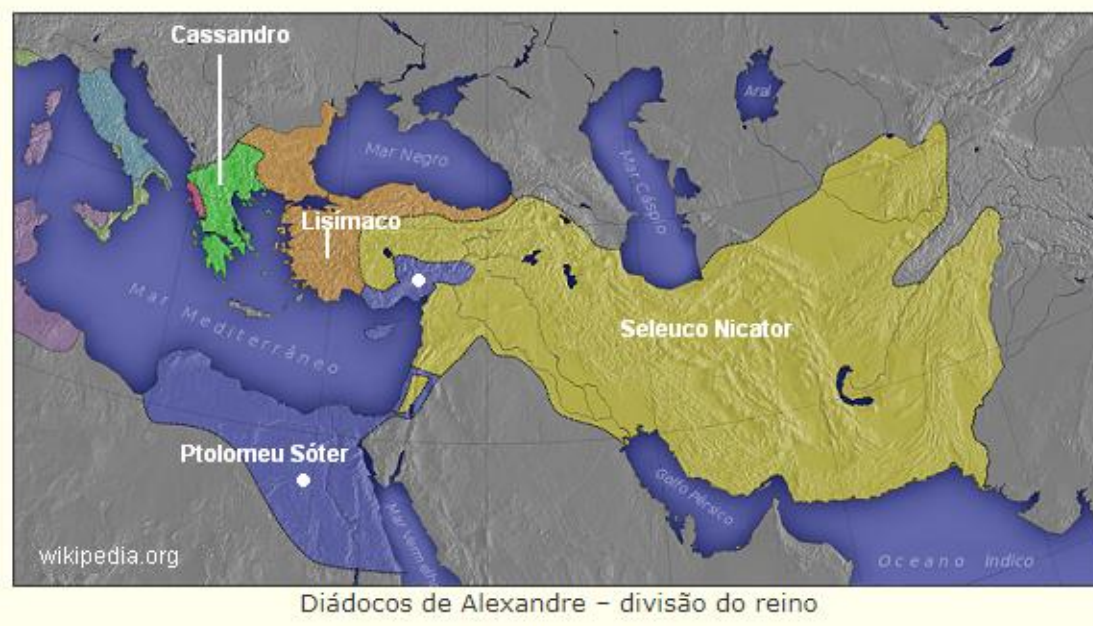 Cassandro
Aral
Mar Negro
Mar Cáspio
Lisímaco
Mar Mediterrâneo
Seleuco Nicator
Ptolomeu Sóter
Golfo Pérsico
Mar Vermelho
wikipedia.org
Oceano Indico
Diádocos de Alexandre – divisão do reino